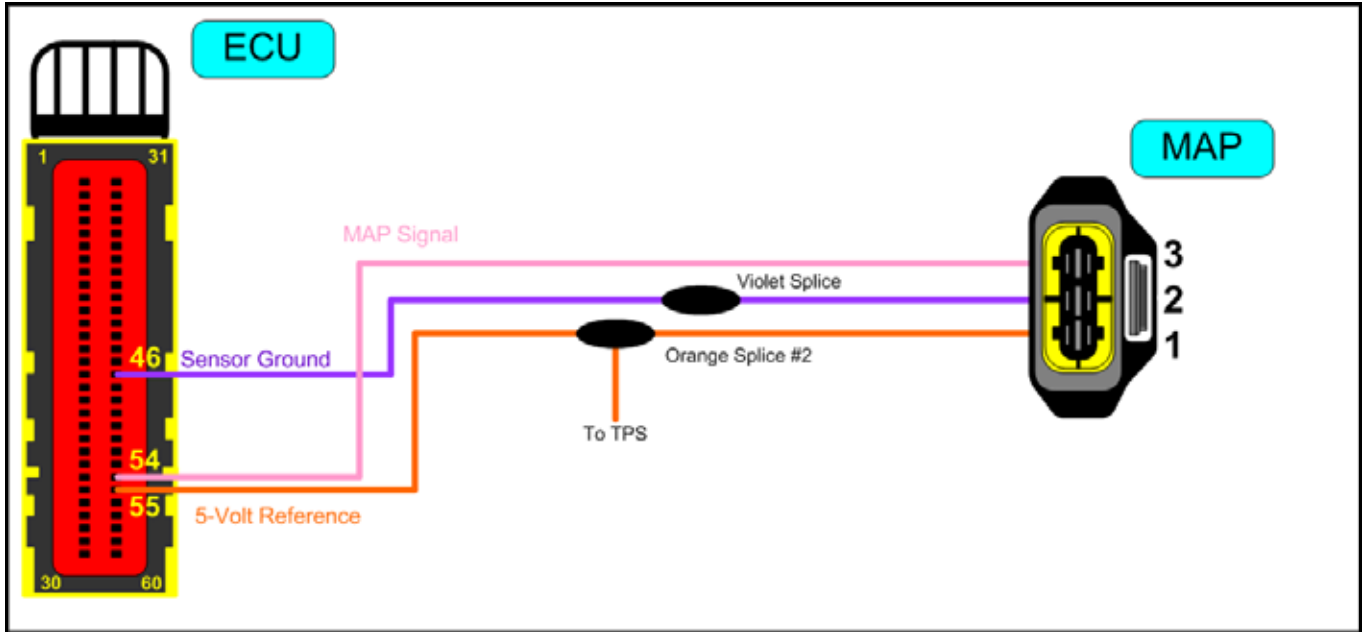 ECU
MAP
1
31
MAP Signal
3
Violet Splice
2
1
46
Sensor Ground
Orange Splice #2
To TPS
54
55
5-Volt Reference
30
60